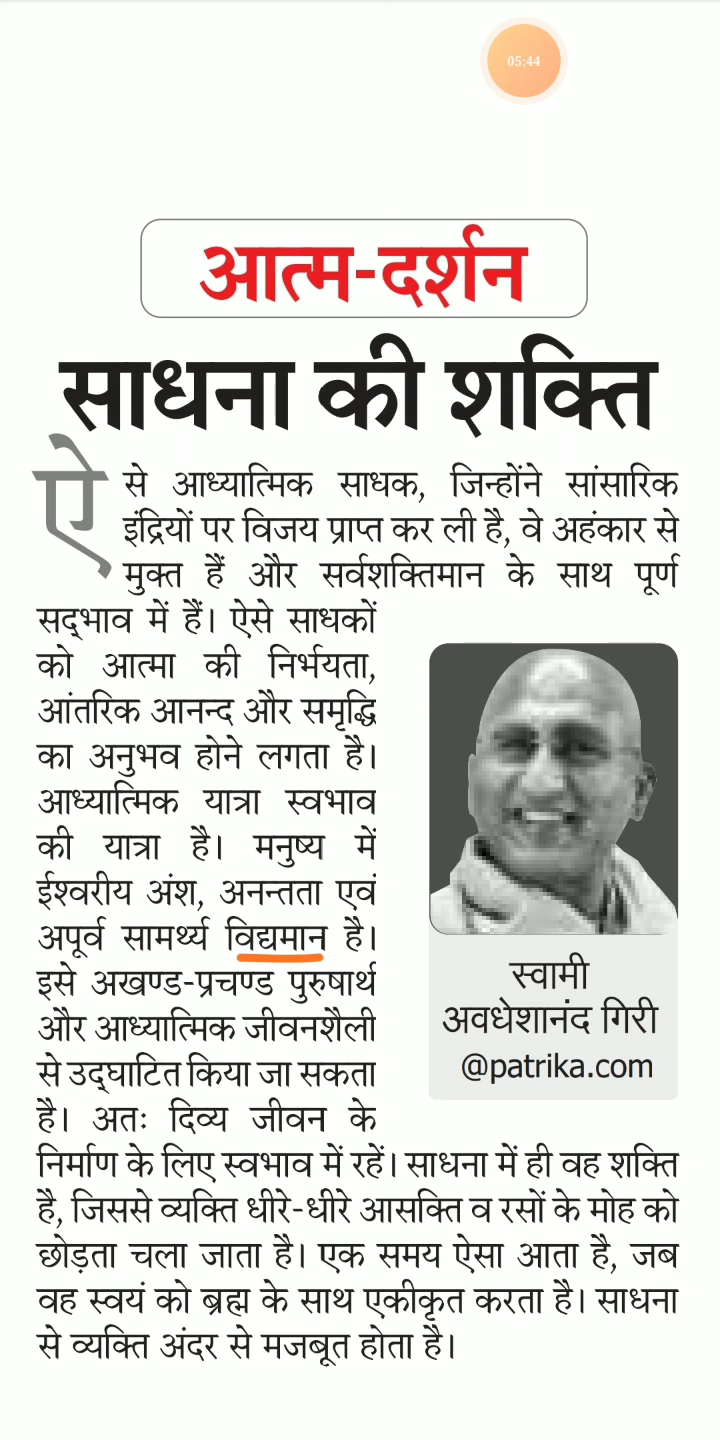 05:44
आत्म-दर्शन
साधना की शक्ति
ऐसे आध्यात्मिक साधक, जिन्होंने सांसारिक
इंद्रियों पर विजय प्राप्त कर ली है, वे अहंकार से
मुक्त हैं और सर्वशक्तिमान के साथ पूर्ण
सद्भाव में हैं। ऐसे साधकों
को आत्मा की निर्भयता,
आंतरिक आनन्द और समृद्धि
का अनुभव होने लगता है।
आध्यात्मिक यात्रा स्वभाव
की यात्रा है। मनुष्य में
ईश्वरीय अंश, अनन्तता एवं
अपूर्व सामर्थ्य विद्यमान है।
इसे अखण्ड-प्रचण्ड पुरुषार्थ
और आध्यात्मिक जीवनशैली
से उद्घाटित किया जा सकता
है। अतः दिव्य जीवन के
निर्माण के लिए स्वभाव में रहें। साधना में ही वह शक्ति
है, जिससे व्यक्ति धीरे-धीरे आसक्ति व रसों के मोह को
छोड़ता चला जाता है। एक समय ऐसा आता है, जब
वह स्वयं को ब्रह्म के साथ एकीकृत करता है। साधना
से व्यक्ति अंदर से मजबूत होता है।
स्वामी
अवधेशानंद गिरी
@patrika.com